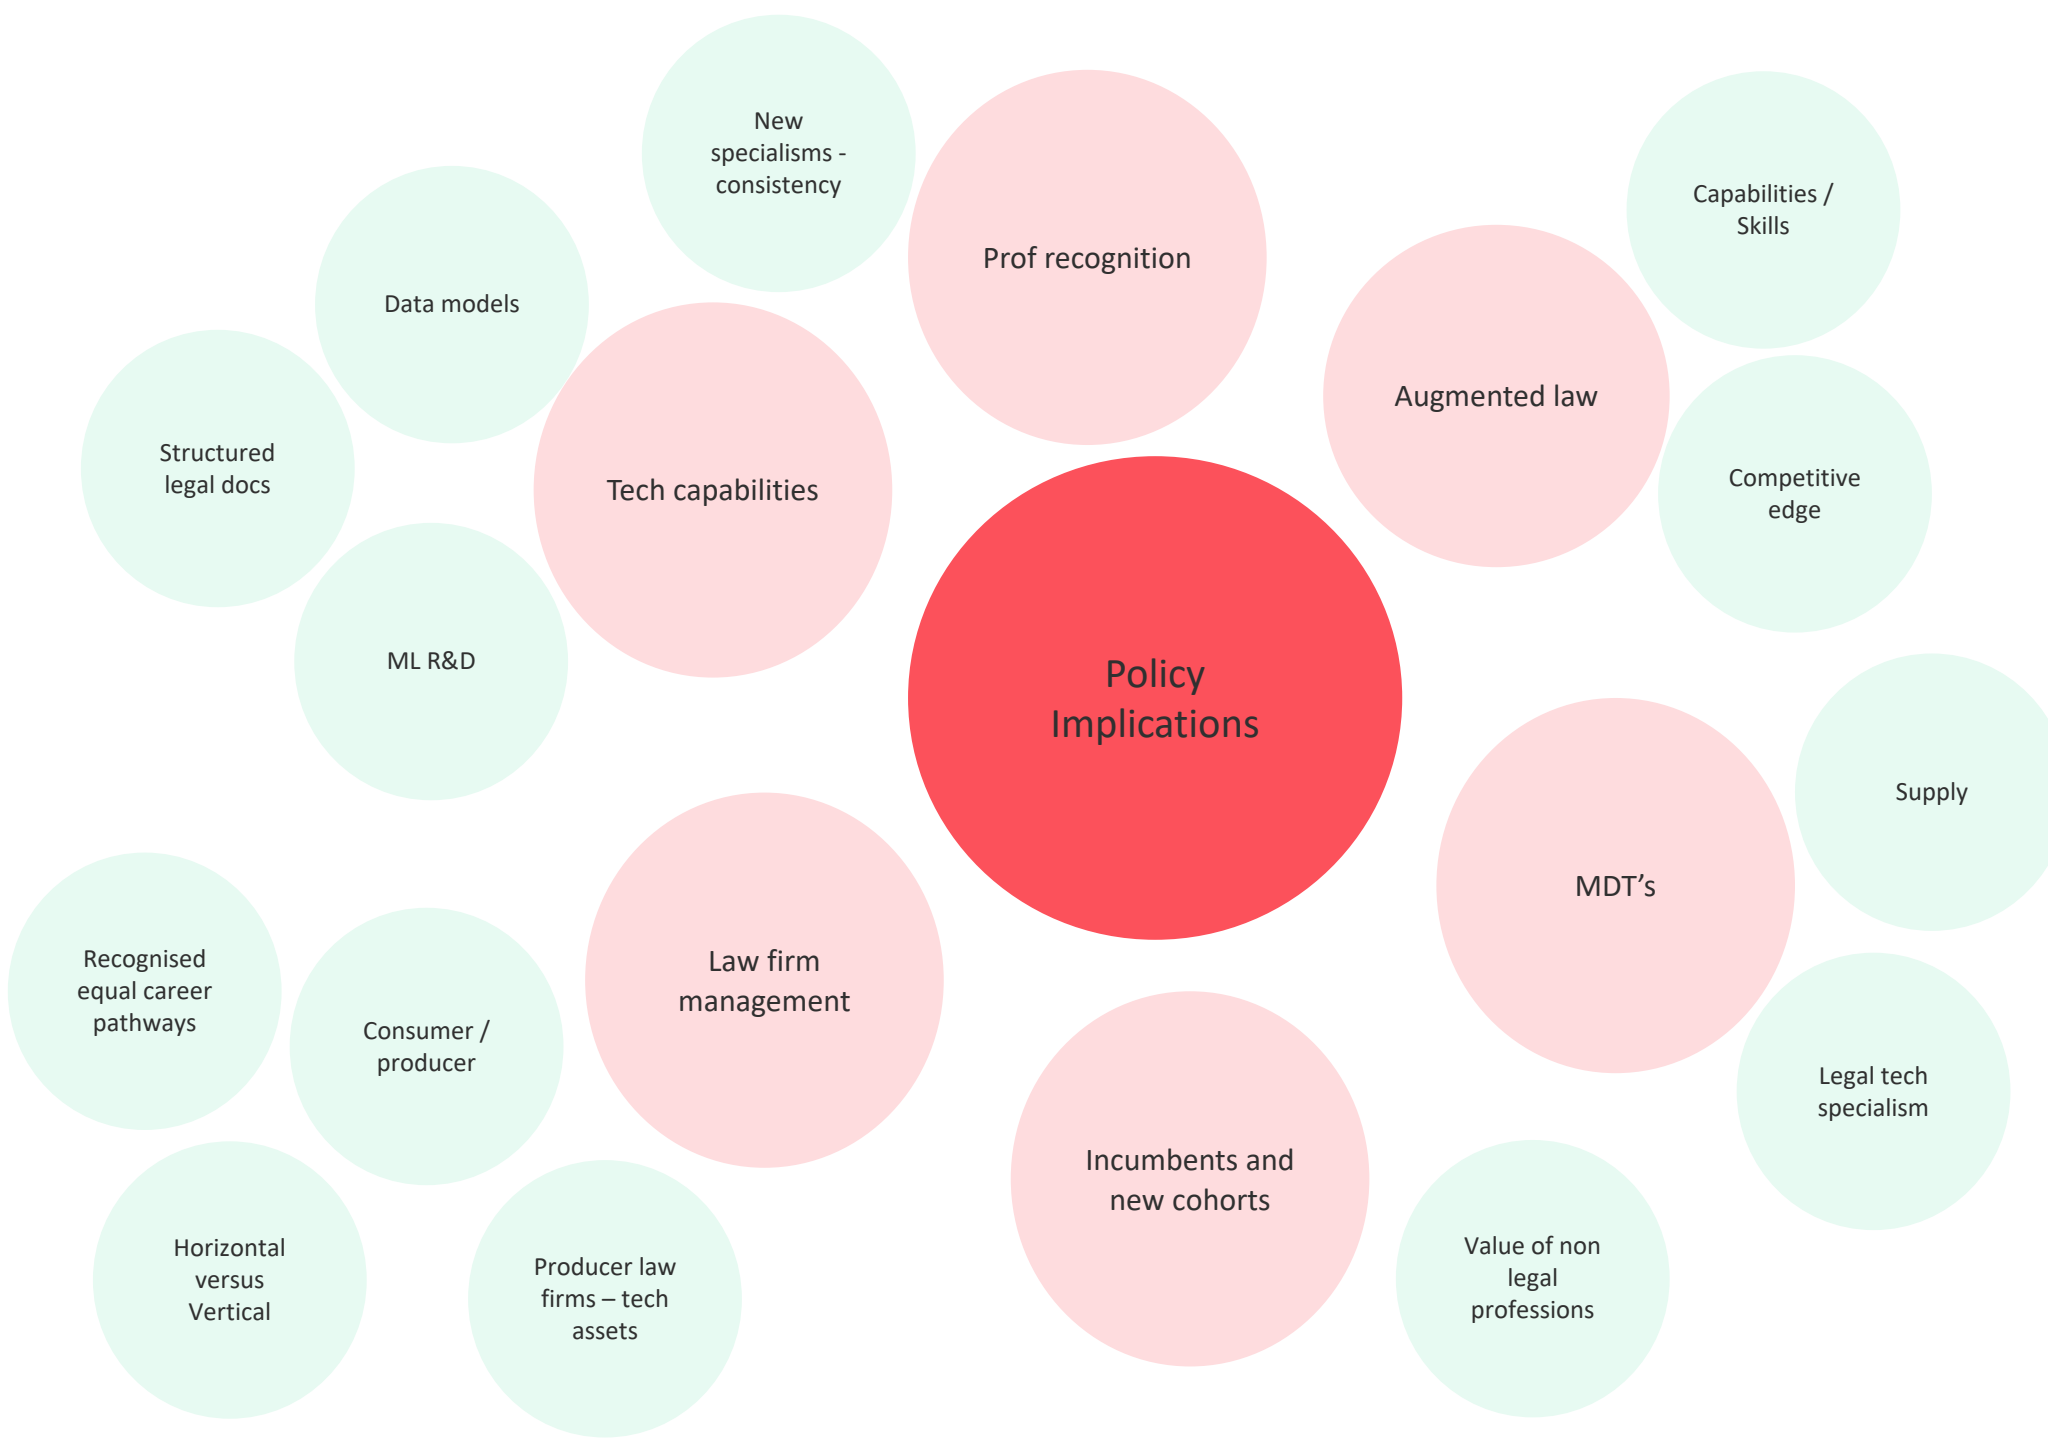 New
specialisms -
consistency
Prof recognition
Capabilities /
Skills
Data models
Augmented law
Structured
legal docs
Tech capabilities
Competitive
edge
ML R&D
Policy
Implications
Supply
MDT’s
Recognised
equal career
pathways
Consumer /
producer
Law firm
management
Legal tech
specialism
Incumbents and
new cohorts
Horizontal
versus
Vertical
Producer law
firms – tech
assets
Value of non
legal
professions